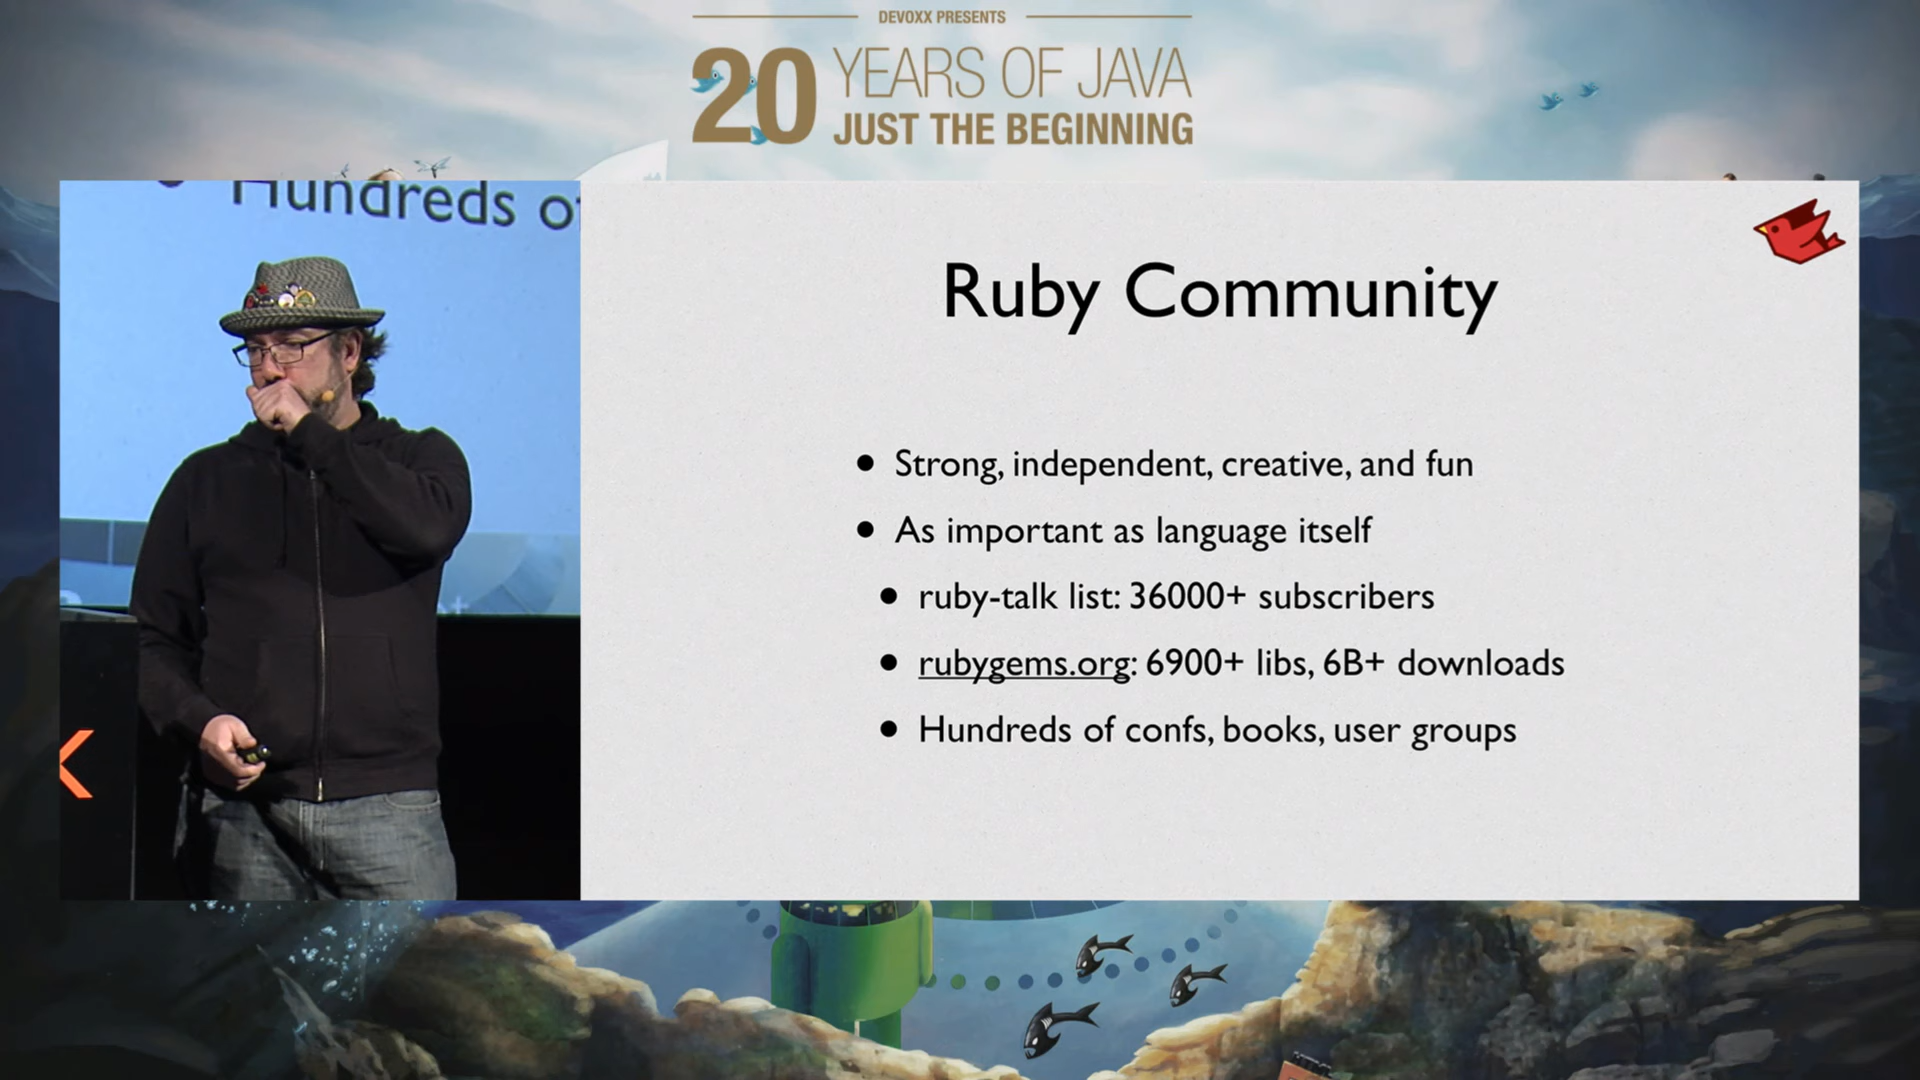 DEVOXX PRESENTS
20 YEARS OF JAVA
JUST THE BEGINNING
Hundreds of
Ruby Community
• Strong, independent, creative, and fun
• As important as language itself
• ruby-talk list: 36000+ subscribers
• rubygems.org: 6900+ libs, 6B+ downloads
• Hundreds of confs, books, user groups